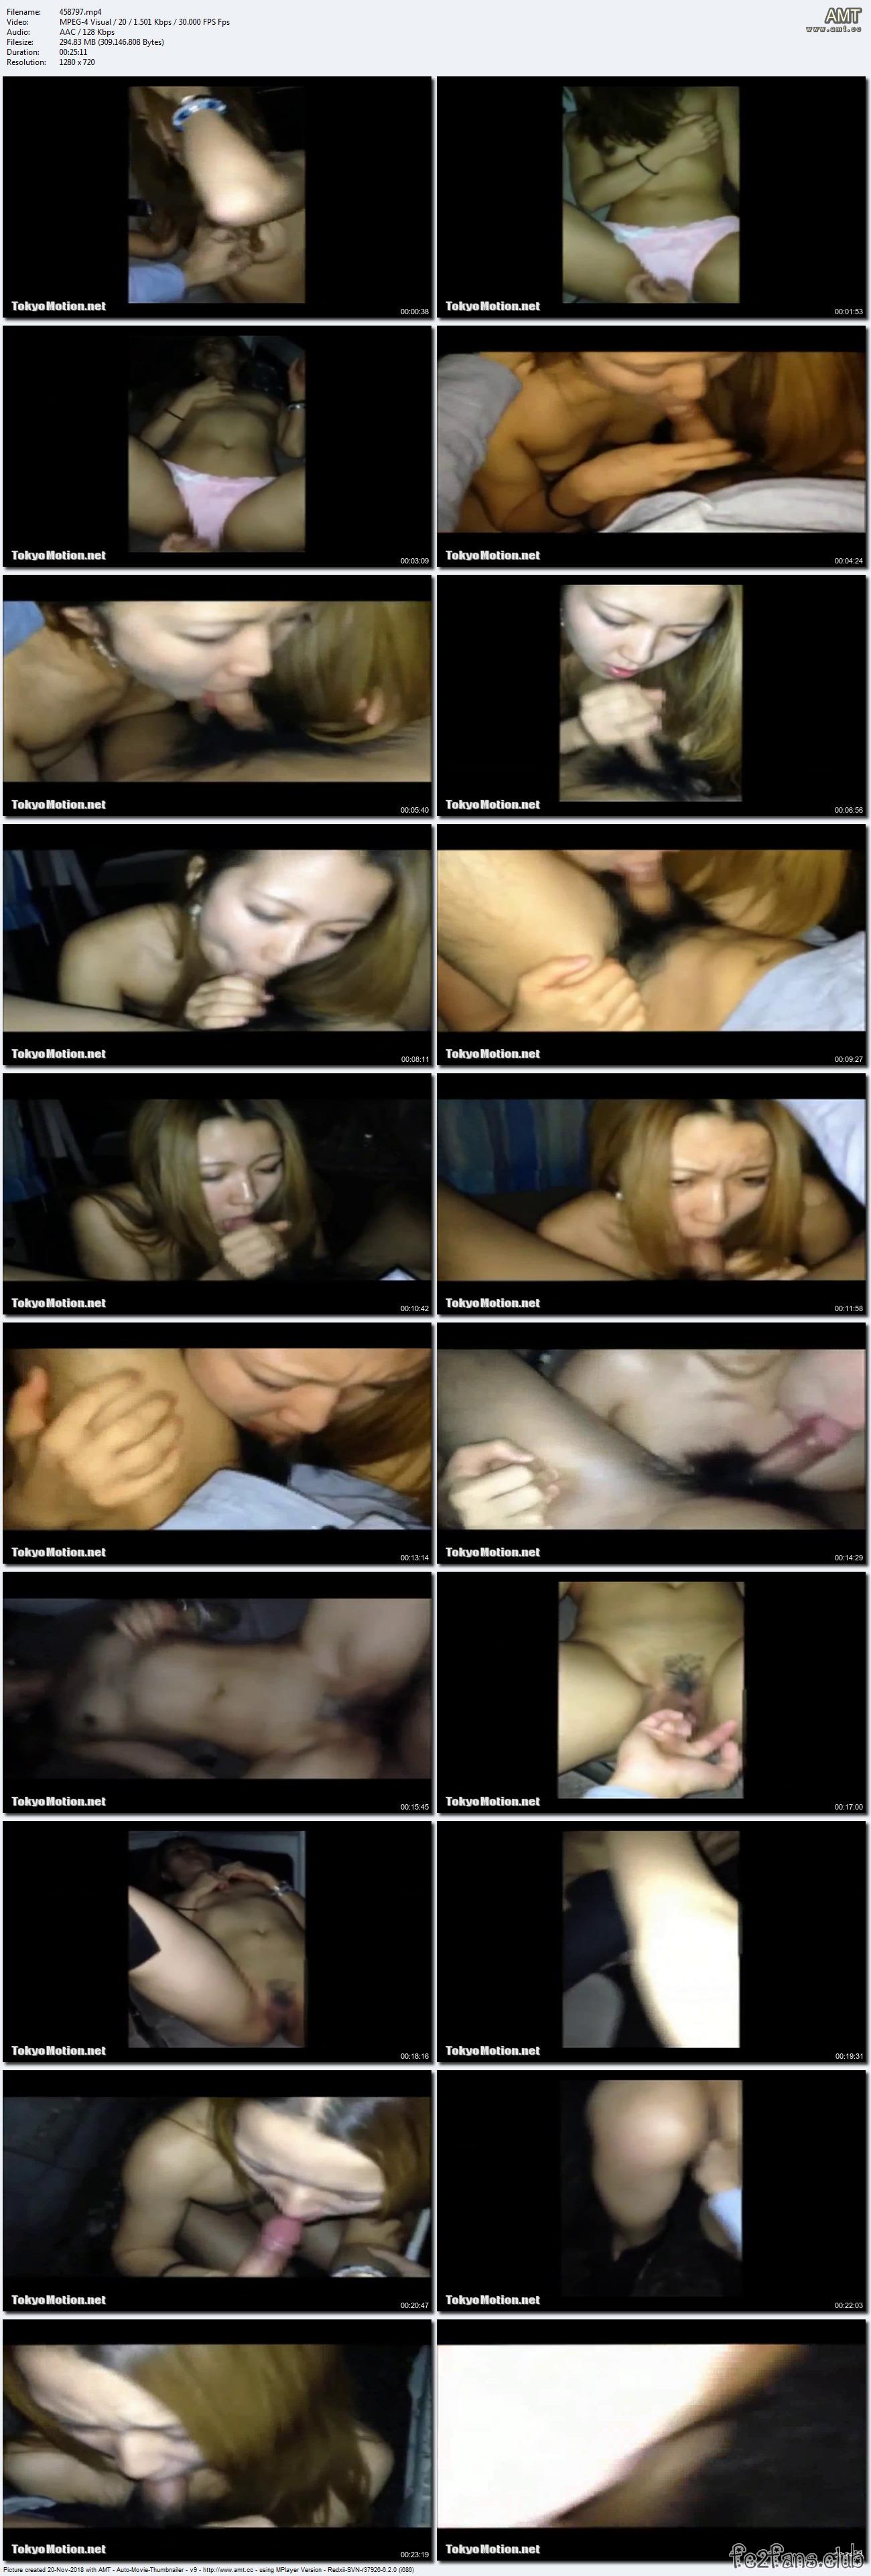 Filename: 458797.mp4
Video: MPEG-4 Visual / 20 / 1.501 Kbps / 30.000 FPS Fps
Audio: AAC / 128 Kbps
Filesize: 294.83 MB (309.146.808 Bytes)
Duration: 00:25:11
Resolution: 1280 x 720
AMT
www.amt.cc
TokyoMotion.net 00:00:38
TokyoMotion.net 00:01:53
TokyoMotion.net 00:03:09
TokyoMotion.net 00:04:24
TokyoMotion.net 00:05:40
TokyoMotion.net 00:06:56
TokyoMotion.net 00:08:11
TokyoMotion.net 00:09:27
TokyoMotion.net 00:10:42
TokyoMotion.net 00:11:58
TokyoMotion.net 00:13:14
TokyoMotion.net 00:14:29
TokyoMotion.net 00:15:45
TokyoMotion.net 00:17:00
TokyoMotion.net 00:18:16
TokyoMotion.net 00:19:31
TokyoMotion.net 00:20:47
TokyoMotion.net 00:22:03
TokyoMotion.net 00:23:19
TokyoMotion.net
fc2fans.club
Picture created 20-Nov-2018 with AMT - Auto-Movie-Thumbnailer - v9 - http://www.amt.cc - using MPlayer Version - Redxii-SVN-r37926-6.2.0 (i686)